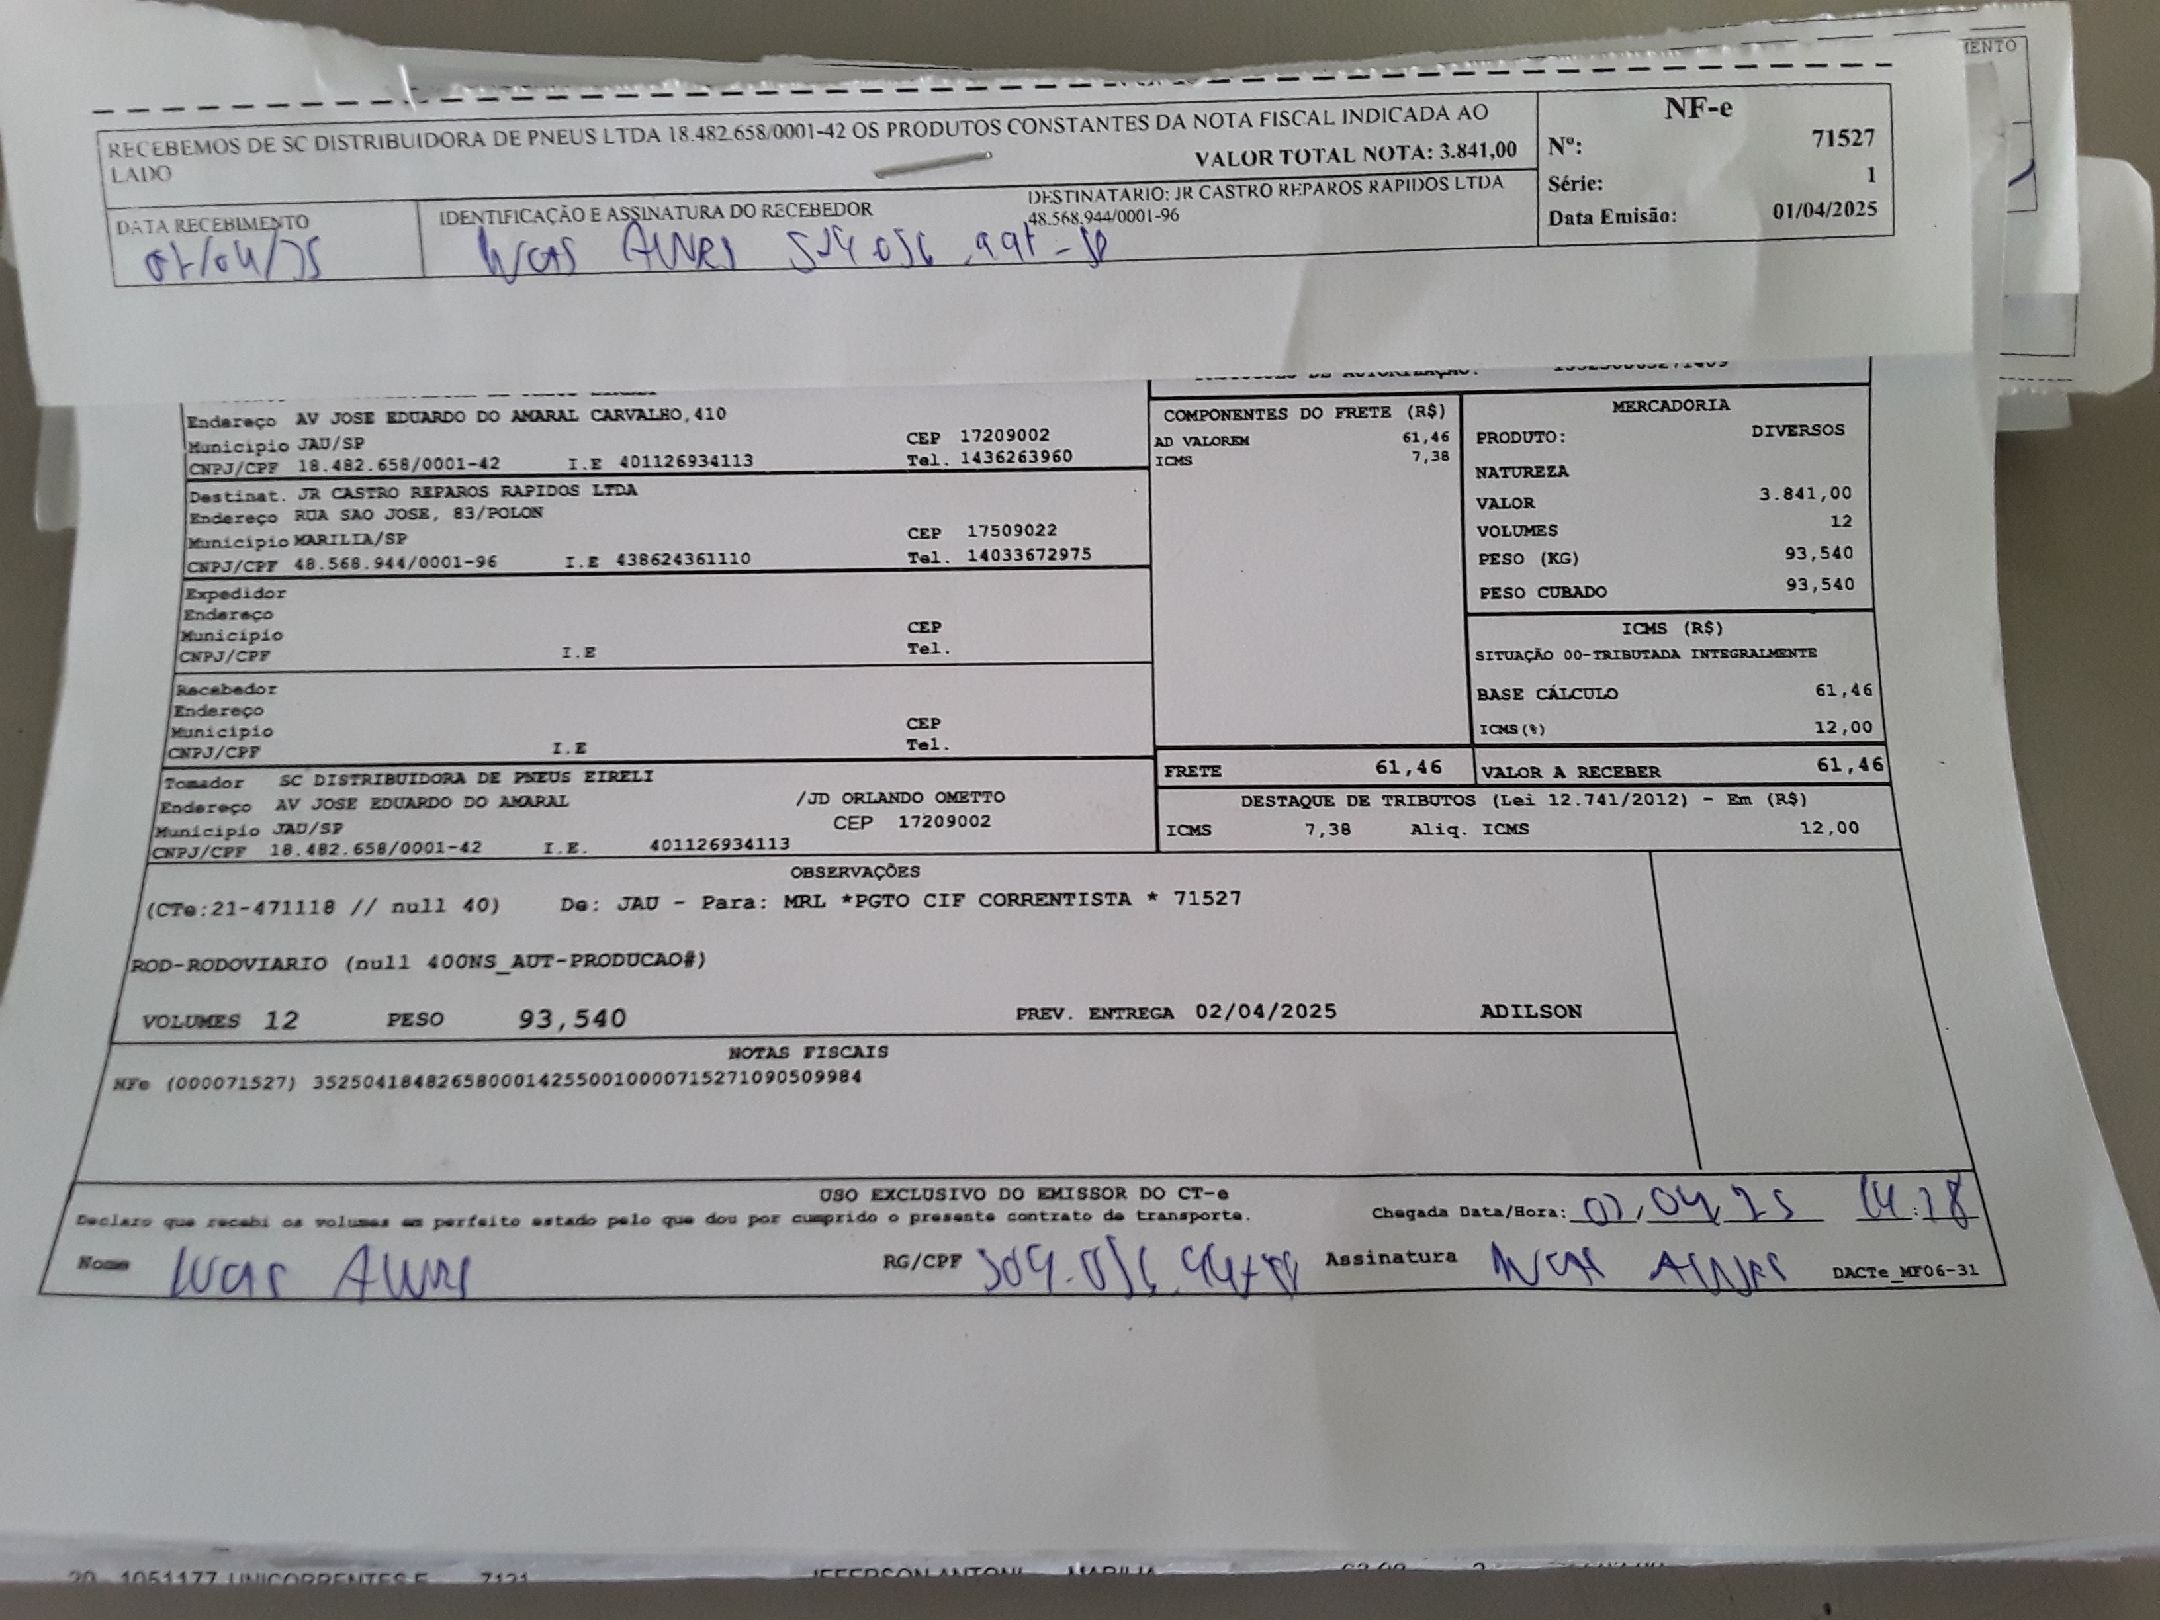 MENTO
RECEBEMOS DE SC DISTRIBUIDORA DE PNEUS LTDA 18.482.658/0001-42 OS PRODUTOS CONSTANTES DA NOTA FISCAL INDICADA AO
LADO
VALOR TOTAL NOTA: 3.841,00
NF-e
Nº: 71527
Série: 1
Data Emisão: 01/04/2025
DATA RECEBIMENTO
IDENTIFICAÇÃO E ASSINATURA DO RECEBEDOR
DESTINATARIO: JR CASTRO REPAROS RAPIDOS LTDA
48.568.944/0001-96
Endereço AV JOSE EDUARDO DO AMARAL CARVALHO,410
Município JAU/SP CEP 17209002
CNPJ/CPF 18.482.658/0001-42 I.E 401126934113 Tel. 1436263960
Destinat. JR CASTRO REPAROS RAPIDOS LTDA
Endereço RUA SAO JOSE, 83/POLON
Município MARILIA/SP CEP 17509022
CNPJ/CPF 48.568.944/0001-96 I.E 438624361110 Tel. 14033672975
Expedidor
Endereço
Município CEP
CNPJ/CPF I.E Tel.
Recebedor
Endereço
Município CEP
CNPJ/CPF I.E Tel.
Tomador SC DISTRIBUIDORA DE PNEUS EIRELI
Endereço AV JOSE EDUARDO DO AMARAL /JD ORLANDO OMETTO
Município JAU/SP CEP 17209002
CNPJ/CPF 18.482.658/0001-42 I.E. 401126934113
COMPONENTES DO FRETE (R$)
AD VALOREM 61,46
ICMS 7,38
MERCADORIA
PRODUTO: DIVERSOS
NATUREZA
VALOR 3.841,00
VOLUMES 12
PESO (KG) 93,540
PESO CUBADO 93,540
ICMS (R$)
SITUAÇÃO 00-TRIBUTADA INTEGRALMENTE
BASE CÁLCULO 61,46
ICMS(%) 12,00
FRETE 61,46 VALOR A RECEBER 61,46
DESTAQUE DE TRIBUTOS (Lei 12.741/2012) - Em (R$)
ICMS 7,38 Aliq. ICMS 12,00
OBSERVAÇÕES
(CTe:21-471118 // null 40) De: JAU - Para: MRL *PGTO CIF CORRENTISTA * 71527
ROD-RODOVIARIO (null 400NS_AUT-PRODUCAO#)
VOLUMES 12 PESO 93,540 PREV. ENTREGA 02/04/2025 ADILSON
NOTAS FISCAIS
NFe (000071527) 35250418482658000142550010000715271090509984
USO EXCLUSIVO DO EMISSOR DO CT-e
Declaro que recebi os volumes em perfeito estado pelo que dou por cumprido o presente contrato de transporte.
Chegada Data/Hora:
Nome Lucas Alves RG/CPF Assinatura Lucas Alves DACTe_MF06-31